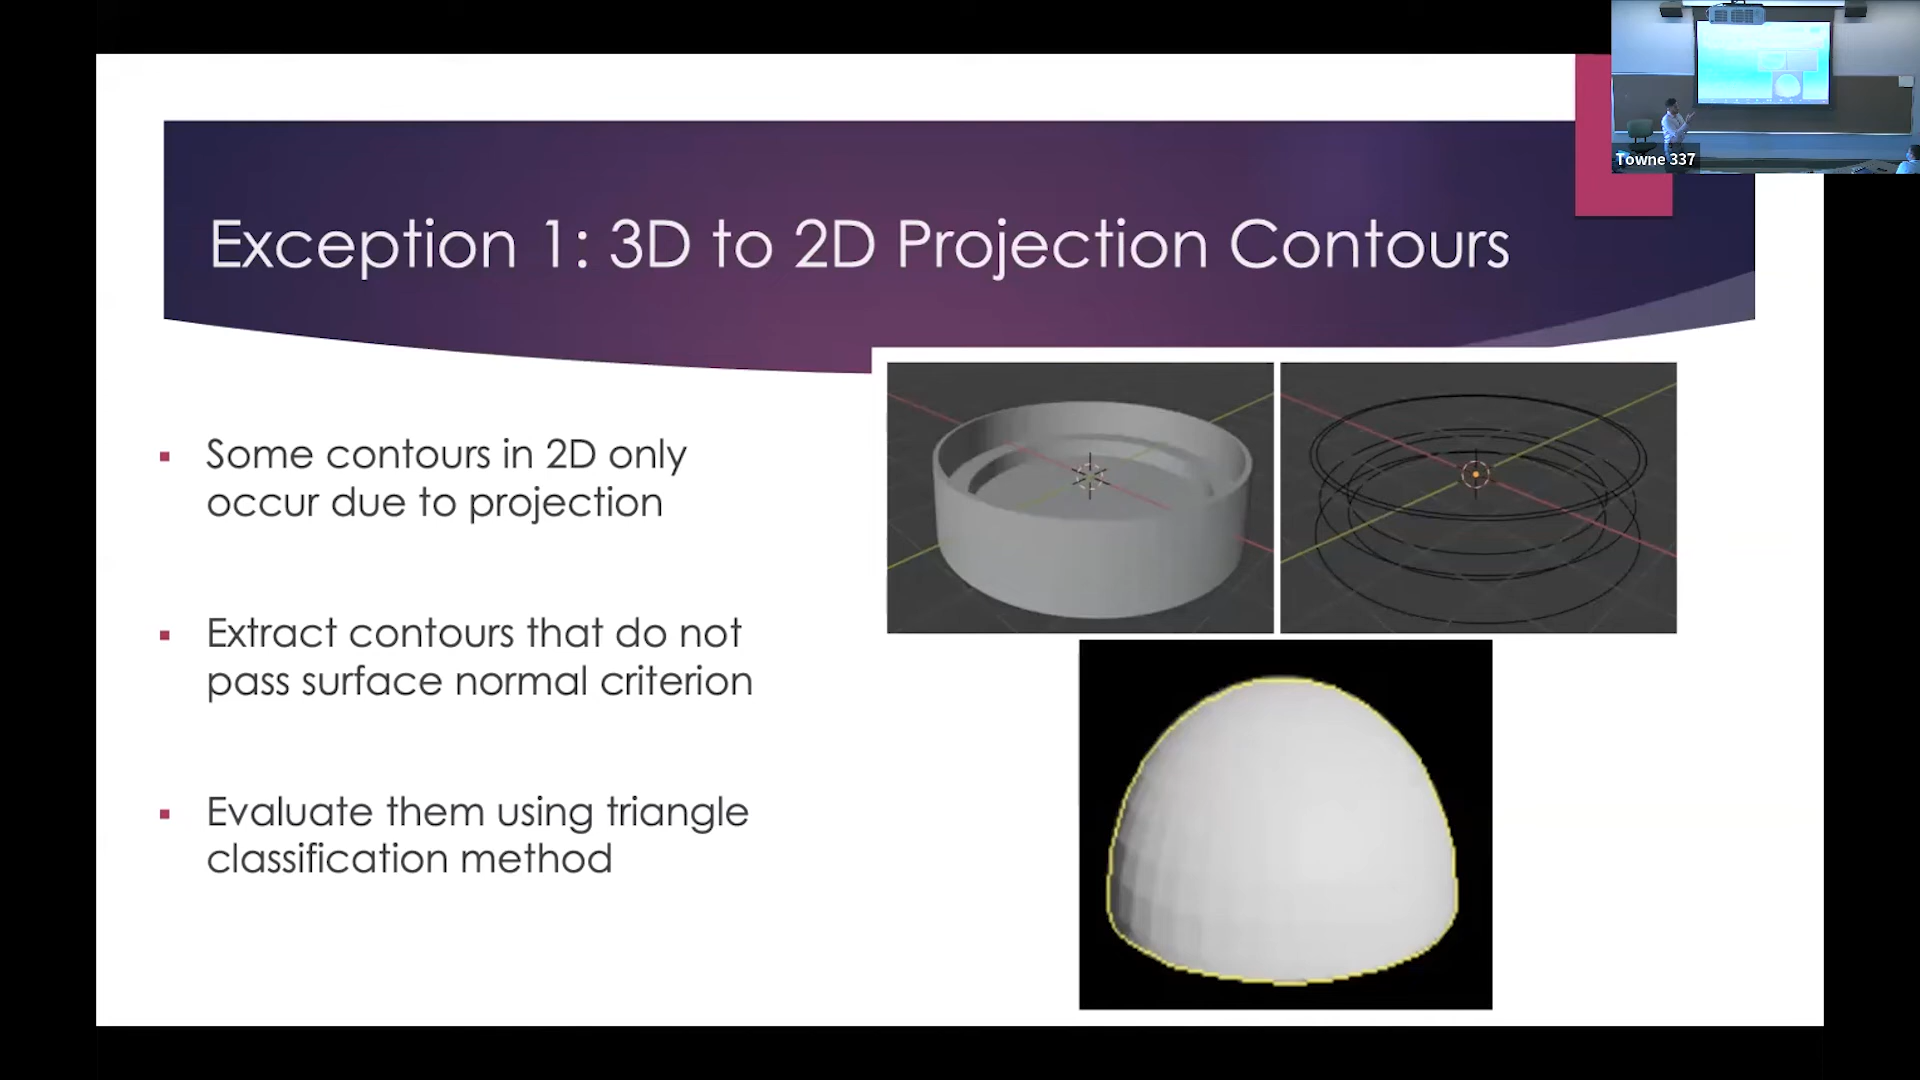 Towne 337
Exception 1: 3D to 2D Projection Contours
Some contours in 2D only
occur due to projection
Extract contours that do not
pass surface normal criterion
Evaluate them using triangle
classification method